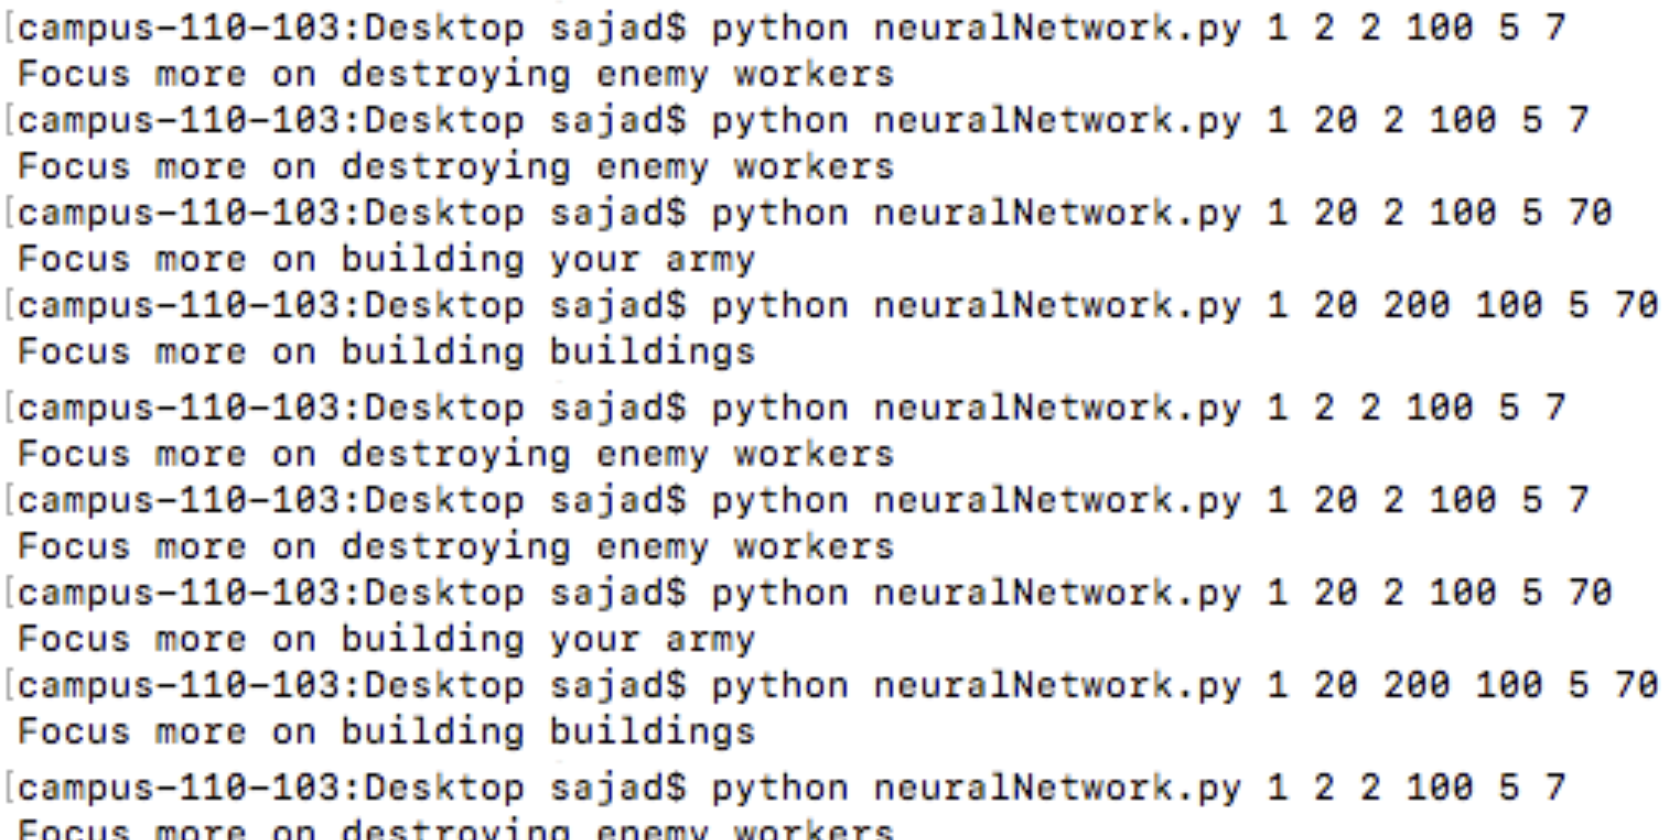 [campus-110-103:Desktop sajad$ python neuralNetwork.py 1 2 2 100 5 7
Focus more on destroying enemy workers
[campus-110-103:Desktop sajad$ python neuralNetwork.py 1 20 2 100 5 7
Focus more on destroying enemy workers
[campus-110-103:Desktop sajad$ python neuralNetwork.py 1 20 2 100 5 70
Focus more on building your army
[campus-110-103:Desktop sajad$ python neuralNetwork.py 1 20 200 100 5 70
Focus more on building buildings
[campus-110-103:Desktop sajad$ python neuralNetwork.py 1 2 2 100 5 7
Focus more on destroying enemy workers
[campus-110-103:Desktop sajad$ python neuralNetwork.py 1 20 2 100 5 7
Focus more on destroying enemy workers
[campus-110-103:Desktop sajad$ python neuralNetwork.py 1 20 2 100 5 70
Focus more on building your army
[campus-110-103:Desktop sajad$ python neuralNetwork.py 1 20 200 100 5 70
Focus more on building buildings
[campus-110-103:Desktop sajad$ python neuralNetwork.py 1 2 2 100 5 7
Focus more on destroying enemy workers